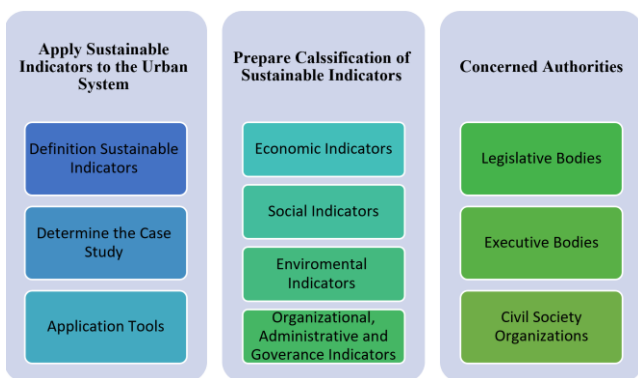 Apply Sustainable
Indicators to the Urban
System
Definition Sustainable
Indicators
Determine the Case
Study
Application Tools
Prepare Calssification of
Sustainable Indicators
Economic Indicators
Social Indicators
Enviromental
Indicators
Organizational,
Administrative and
Goverance Indicators
Concerned Authorities
Legislative Bodies
Executive Bodies
Civil Society
Organizations